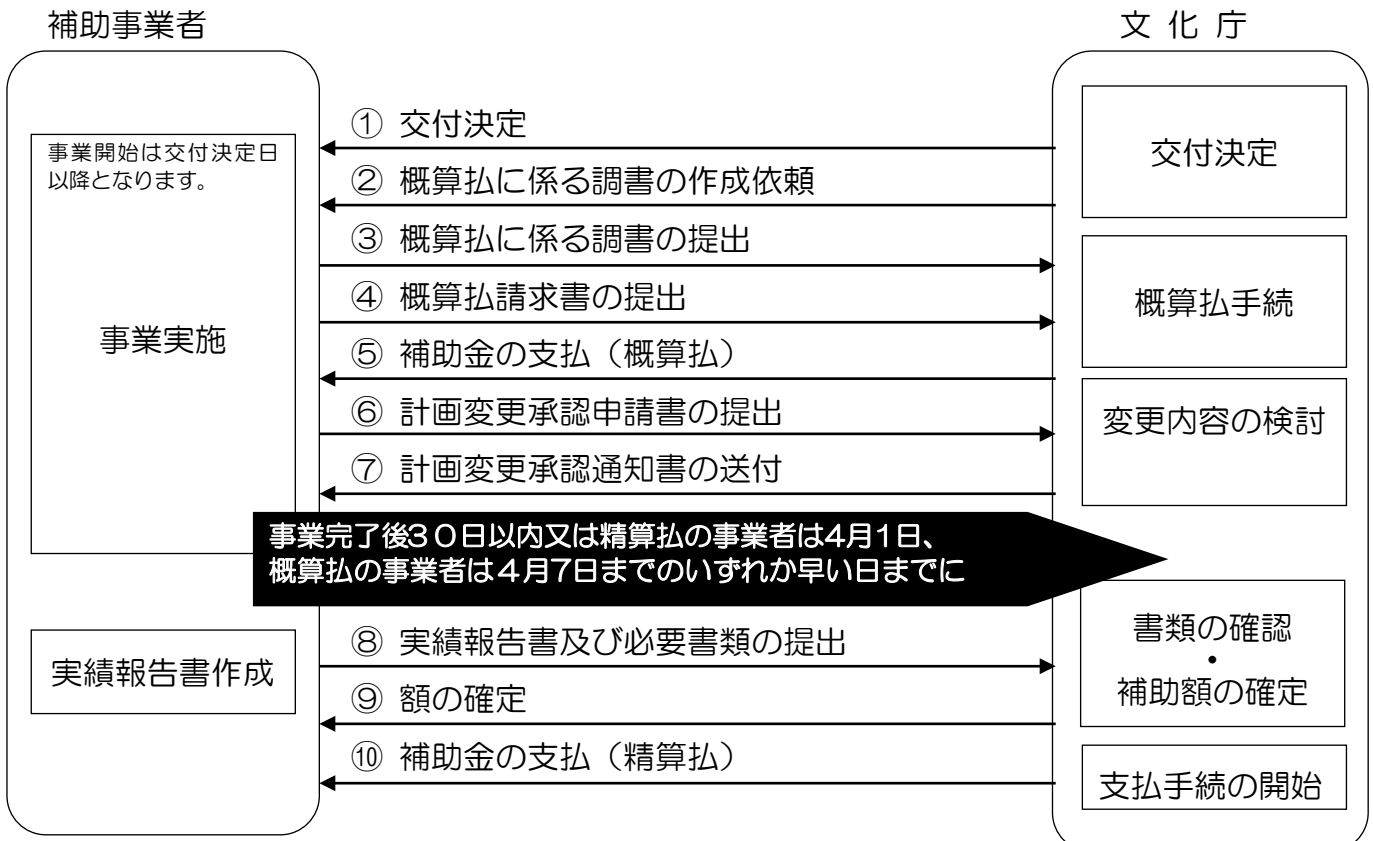 補助事業者
文 化 庁
① 交付決定
交付決定
事業開始は交付決定日
以降となります。
② 概算払に係る調書の作成依頼
③ 概算払に係る調書の提出
④ 概算払請求書の提出
概算払手続
事業実施
⑤ 補助金の支払（概算払）
⑥ 計画変更承認申請書の提出
変更内容の検討
⑦ 計画変更承認通知書の送付
事業完了後３０日以内又は精算払の事業者は4月1日、
概算払の事業者は４月7日までのいずれか早い日までに
⑧ 実績報告書及び必要書類の提出
書類の確認
・
補助額の確定
実績報告書作成
⑨ 額の確定
⑩ 補助金の支払（精算払）
支払手続の開始